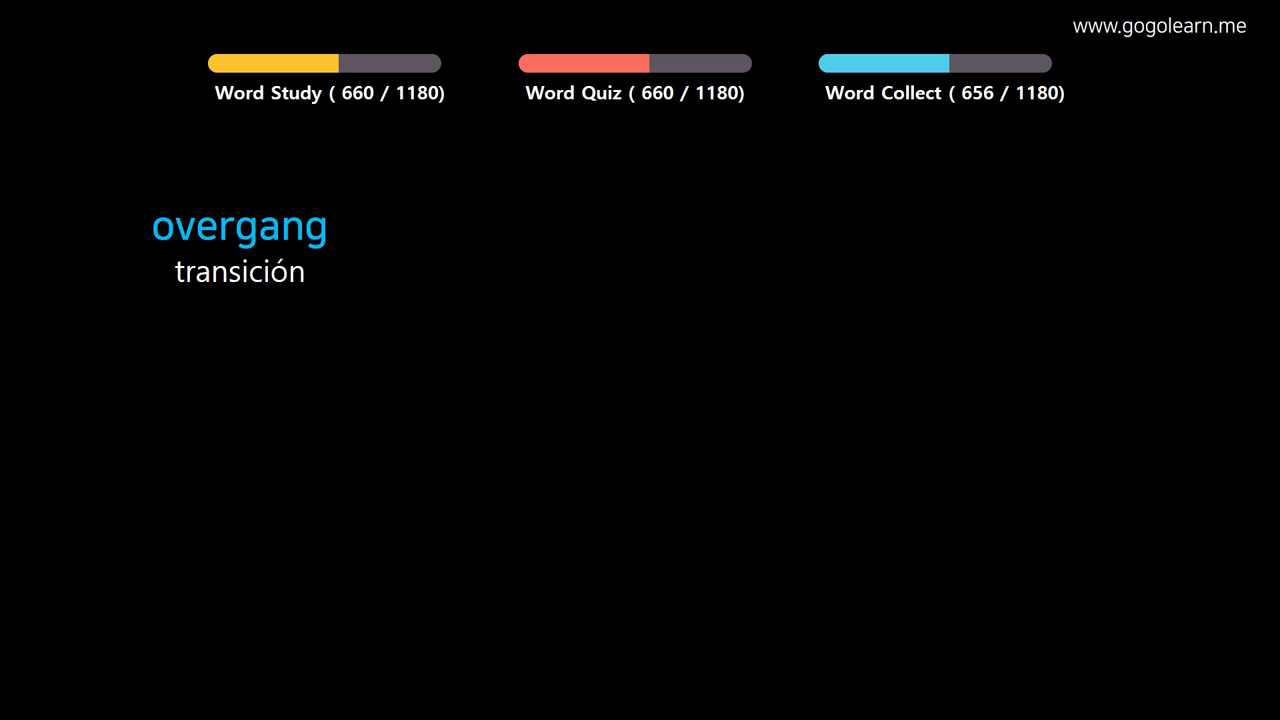 www.gogolearn.me
Word Study ( 660 / 1180)
Word Quiz ( 660 / 1180)
Word Collect ( 656 / 1180)
overgang
transición